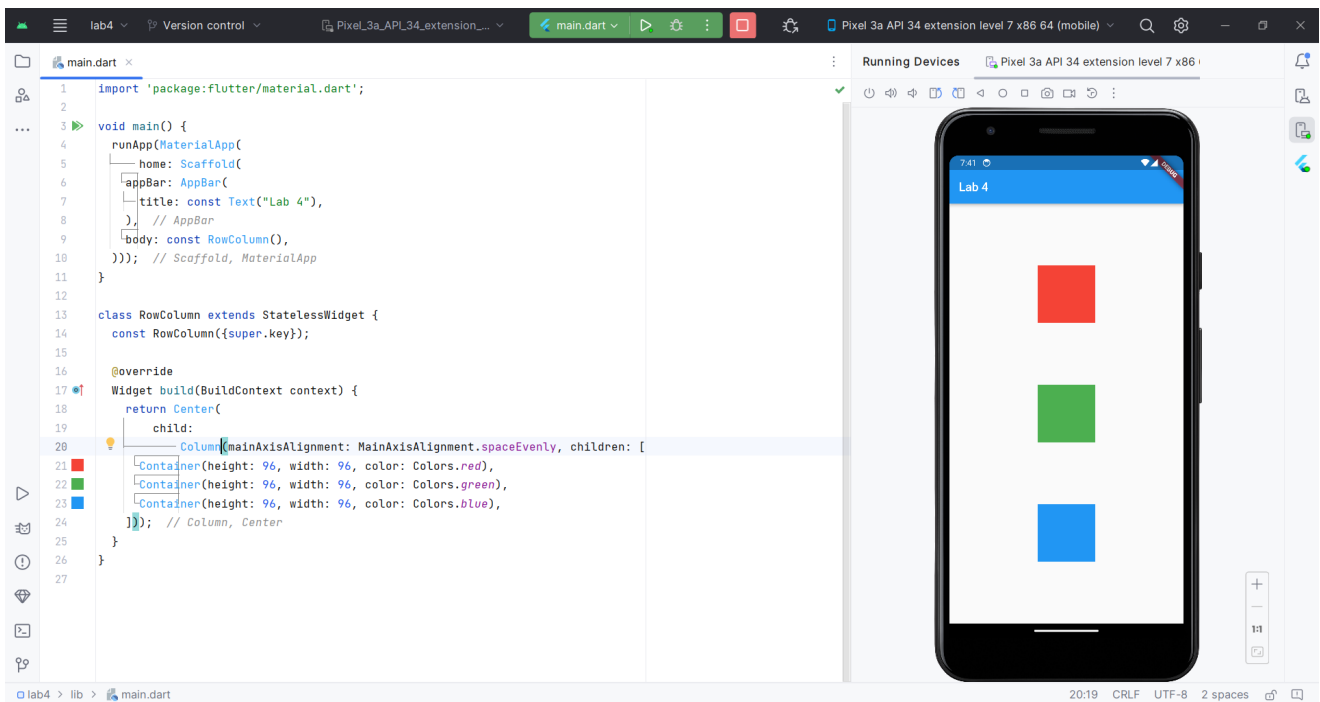 lab4 Version control Pixel_3a_API_34_extension_... main.dart Pixel 3a API 34 extension level 7 x86 64 (mobile)
main.dart Running Devices Pixel 3a API 34 extension level 7 x86
1 import 'package:flutter/material.dart';
2
3 void main() {
4 runApp(MaterialApp(
5 home: Scaffold(
6 appBar: AppBar(
7 title: const Text("Lab 4"),
8 ), // AppBar
9 body: const RowColumn(),
10 ))); // Scaffold, MaterialApp
11 }
12
13 class RowColumn extends StatelessWidget {
14 const RowColumn({super.key});
15
16 @override
17 Widget build(BuildContext context) {
18 return Center(
19 child:
20 Column(mainAxisAlignment: MainAxisAlignment.spaceEvenly, children: [
21 Container(height: 96, width: 96, color: Colors.red),
22 Container(height: 96, width: 96, color: Colors.green),
23 Container(height: 96, width: 96, color: Colors.blue),
24 ])); // Column, Center
25 }
26 }
27
7:41
DEBUG
Lab 4
1:1
lab4 > lib > main.dart 20:19 CRLF UTF-8 2 spaces